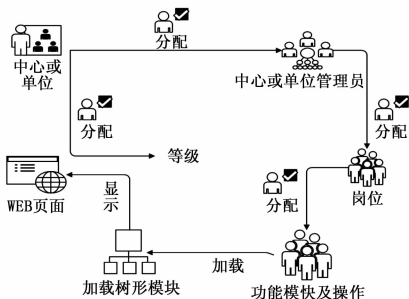 分配
中心或
单位
中心或单位管理员
分配
分配
等级
岗位
分配
WEB页面
显示
加载
加载树形模块
功能模快及操作